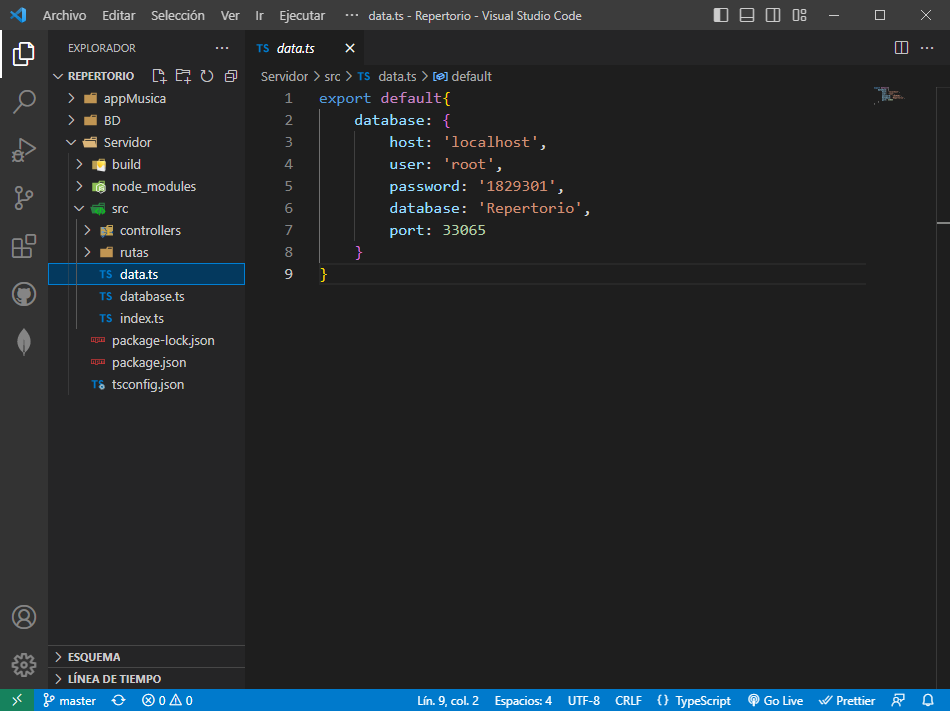 Archivo Editar Selección Ver Ir Ejecutar ··· data.ts - Repertorio - Visual Studio Code
EXPLORADOR ···
REPERTORIO
appMusica
BD
Servidor
build
node_modules
src
controllers
rutas
TS data.ts
TS database.ts
TS index.ts
package-lock.json
package.json
TS tsconfig.json
ESQUEMA
LÍNEA DE TIEMPO
TS data.ts
Servidor > src > TS data.ts > default
1 export default{
2 database: {
3 host: 'localhost',
4 user: 'root',
5 password: '1829301',
6 database: 'Repertorio',
7 port: 33065
8 }
9 }
master 0 0 Lín. 9, col. 2 Espacios: 4 UTF-8 CRLF {} TypeScript Go Live Prettier